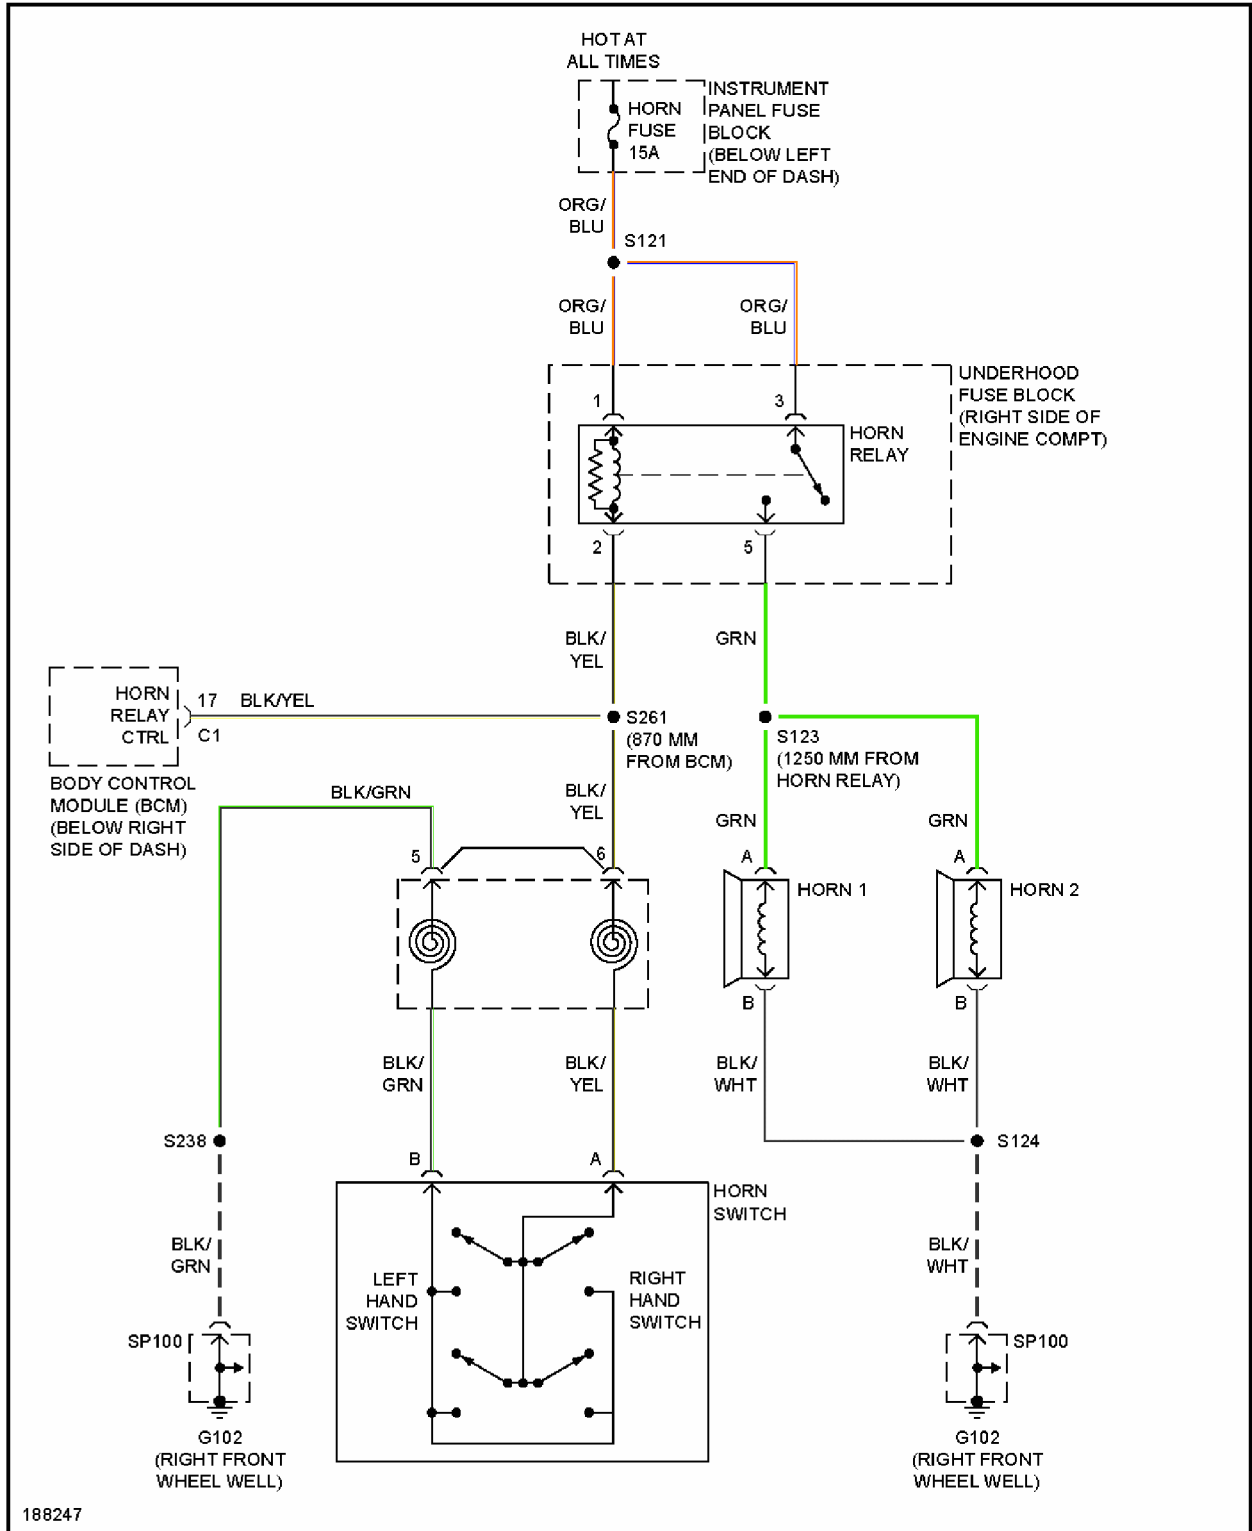 HOT AT
ALL TIMES
HORN
FUSE
15A
INSTRUMENT
PANEL FUSE
BLOCK
(BELOW LEFT
END OF DASH)
ORG/
BLU
S121
ORG/
BLU
ORG/
BLU
UNDERHOOD
FUSE BLOCK
(RIGHT SIDE OF
ENGINE COMPT)
1
3
HORN
RELAY
2
5
BLK/
YEL
GRN
HORN
RELAY
CTRL
17
C1
BLK/YEL
S261
(870 MM
FROM BCM)
S123
(1250 MM FROM
HORN RELAY)
BODY CONTROL
MODULE (BCM)
(BELOW RIGHT
SIDE OF DASH)
BLK/GRN
BLK/
YEL
GRN
GRN
5
6
A
A
HORN 1
HORN 2
B
B
BLK/
GRN
BLK/
YEL
BLK/
WHT
BLK/
WHT
S238
S124
B
A
HORN
SWITCH
BLK/
GRN
LEFT
HAND
SWITCH
RIGHT
HAND
SWITCH
BLK/
WHT
SP100
SP100
G102
(RIGHT FRONT
WHEEL WELL)
G102
(RIGHT FRONT
WHEEL WELL)
188247